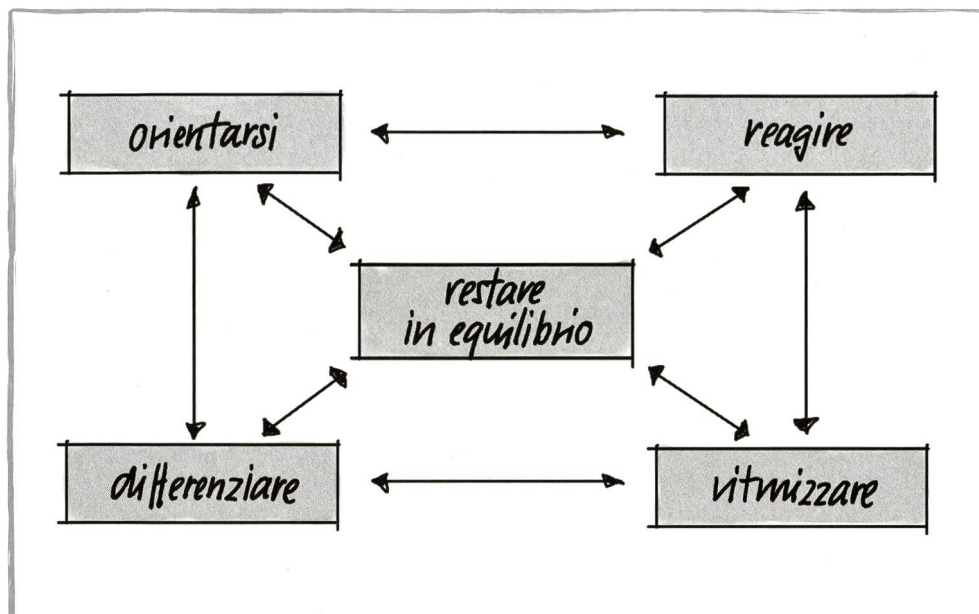 orientarsi
reagire
restare
in equilibrio
differenziare
ritmizzare